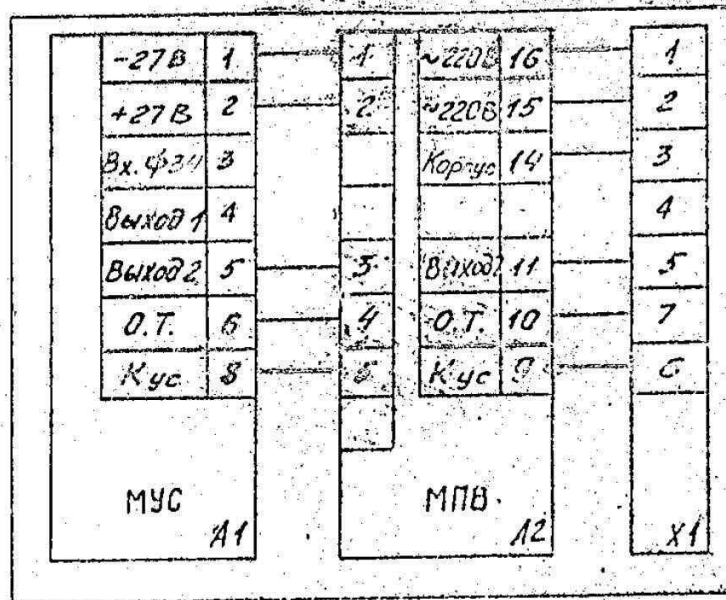 -27В 1 1 ~220В 16 1
+27В 2 2 ~220В 15 2
Вх. ФЗЧ 3 Корпус 14 3
Выход 1 4 4
Выход 2 5 3 Выход2 11 5
О.Т. 6 4 О.Т. 10 7
Кус 8 5 Кус 9 6
МУС МПВ
А1 А2 Х1